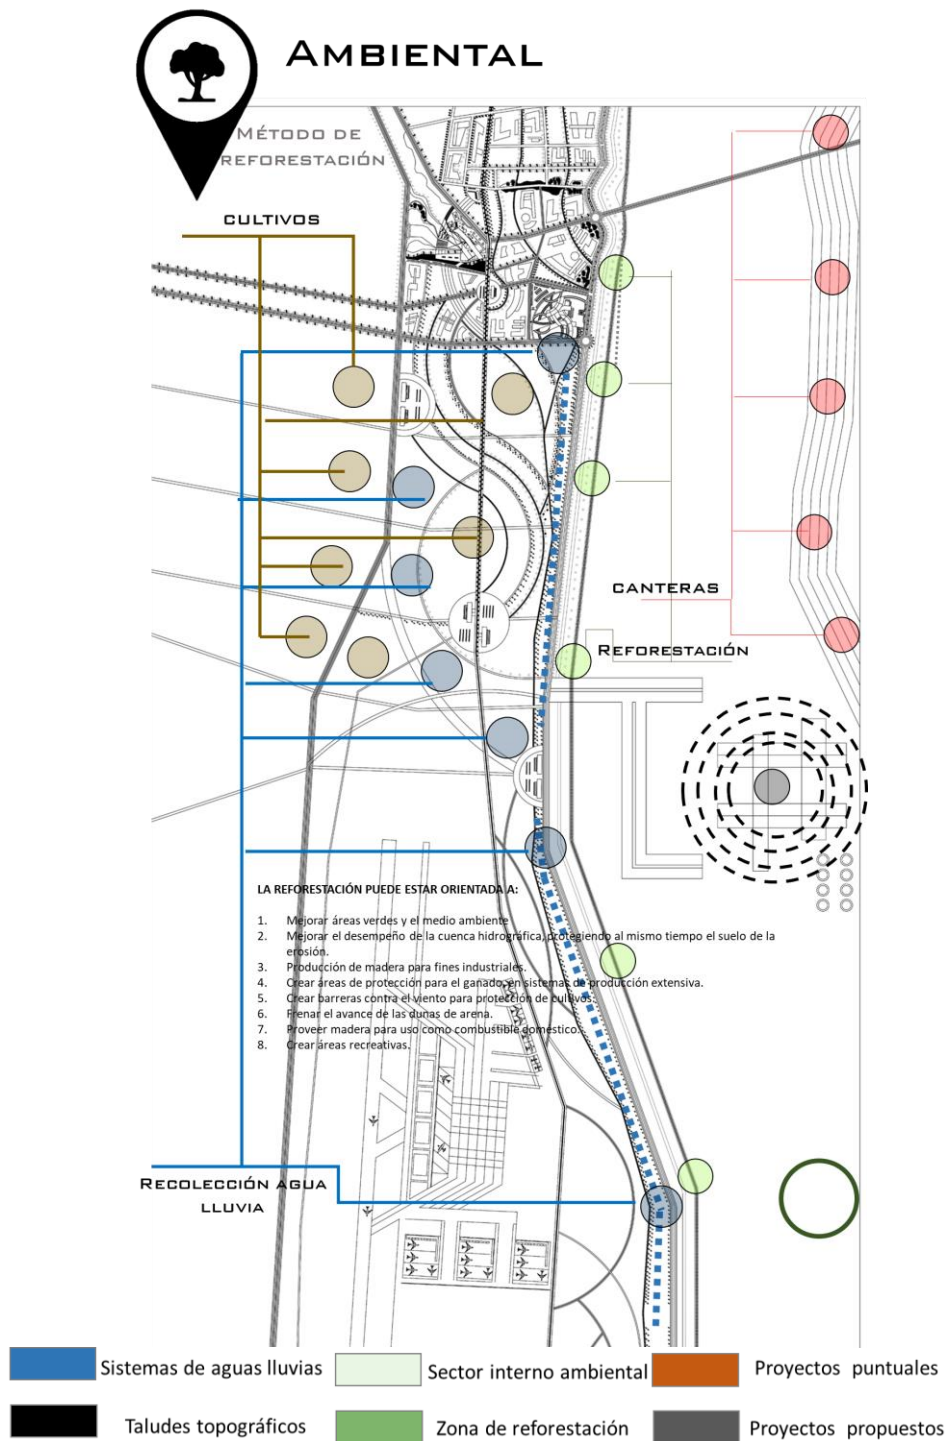 AMBIENTAL
MÉTODO DE
REFORESTACIÓN
CULTIVOS
CANTERAS
REFORESTACIÓN
LA REFORESTACIÓN PUEDE ESTAR ORIENTADA A:
1. Mejorar áreas verdes y el medio ambiente
2. Mejorar el desempeño de la cuenca hidrográfica, protegiendo al mismo tiempo el suelo de la
erosión.
3. Producción de madera para fines industriales.
4. Crear áreas de protección para el ganado, en sistemas de producción extensiva.
5. Crear barreras contra el viento para protección de cultivos.
6. Frenar el avance de las dunas de arena.
7. Proveer madera para uso como combustible doméstico.
8. Crear áreas recreativas.
RECOLECCIÓN AGUA
LLUVIA
Sistemas de aguas lluvias
Sector interno ambiental
Proyectos puntuales
Taludes topográficos
Zona de reforestación
Proyectos propuestos